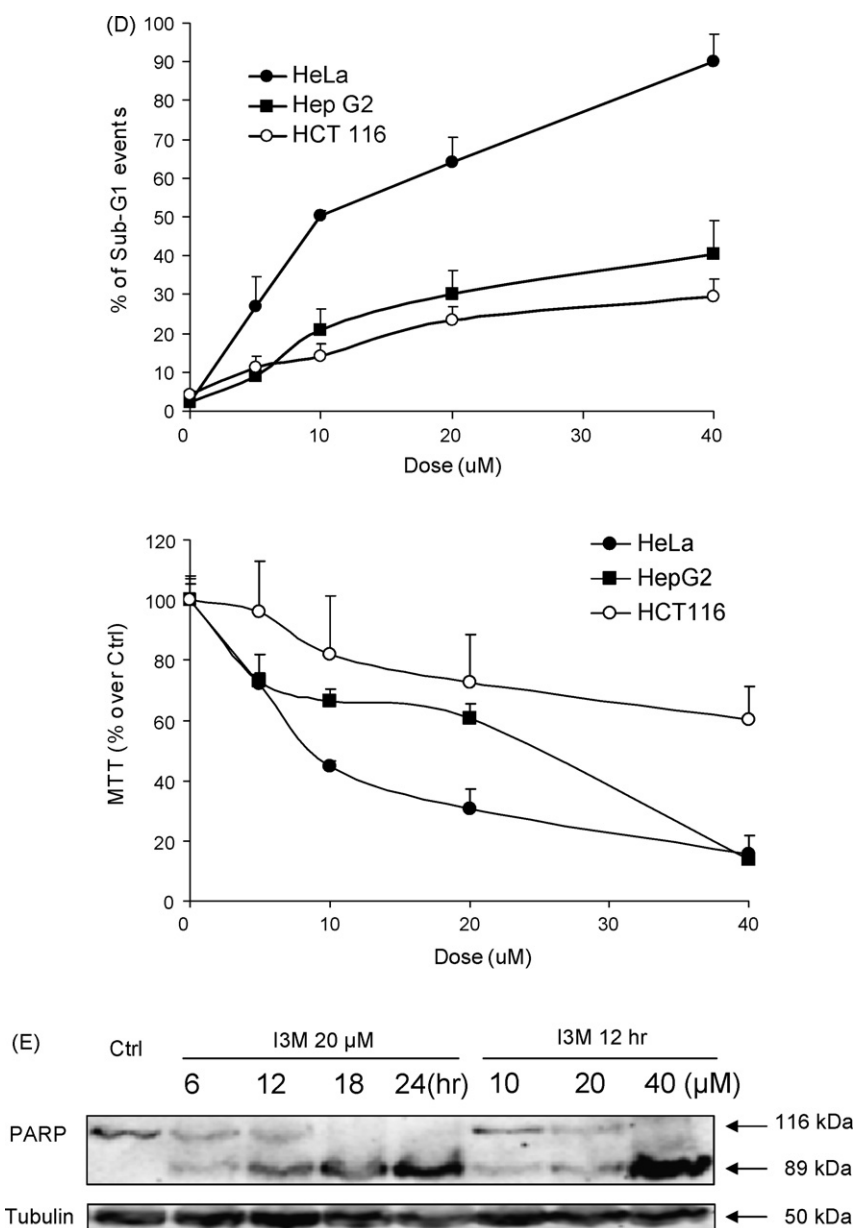 (D)
100
90
80
70
60
50
40
30
20
10
0
% of Sub-G1 events
HeLa
Hep G2
HCT 116
0 10 20 30 40
Dose (uM)
120
100
80
60
40
20
0
MTT (% over Ctrl)
HeLa
HepG2
HCT116
0 10 20 30 40
Dose (uM)
(E) Ctrl I3M 20 µM I3M 12 hr
6 12 18 24(hr) 10 20 40 (µM)
PARP 116 kDa
89 kDa
Tubulin 50 kDa